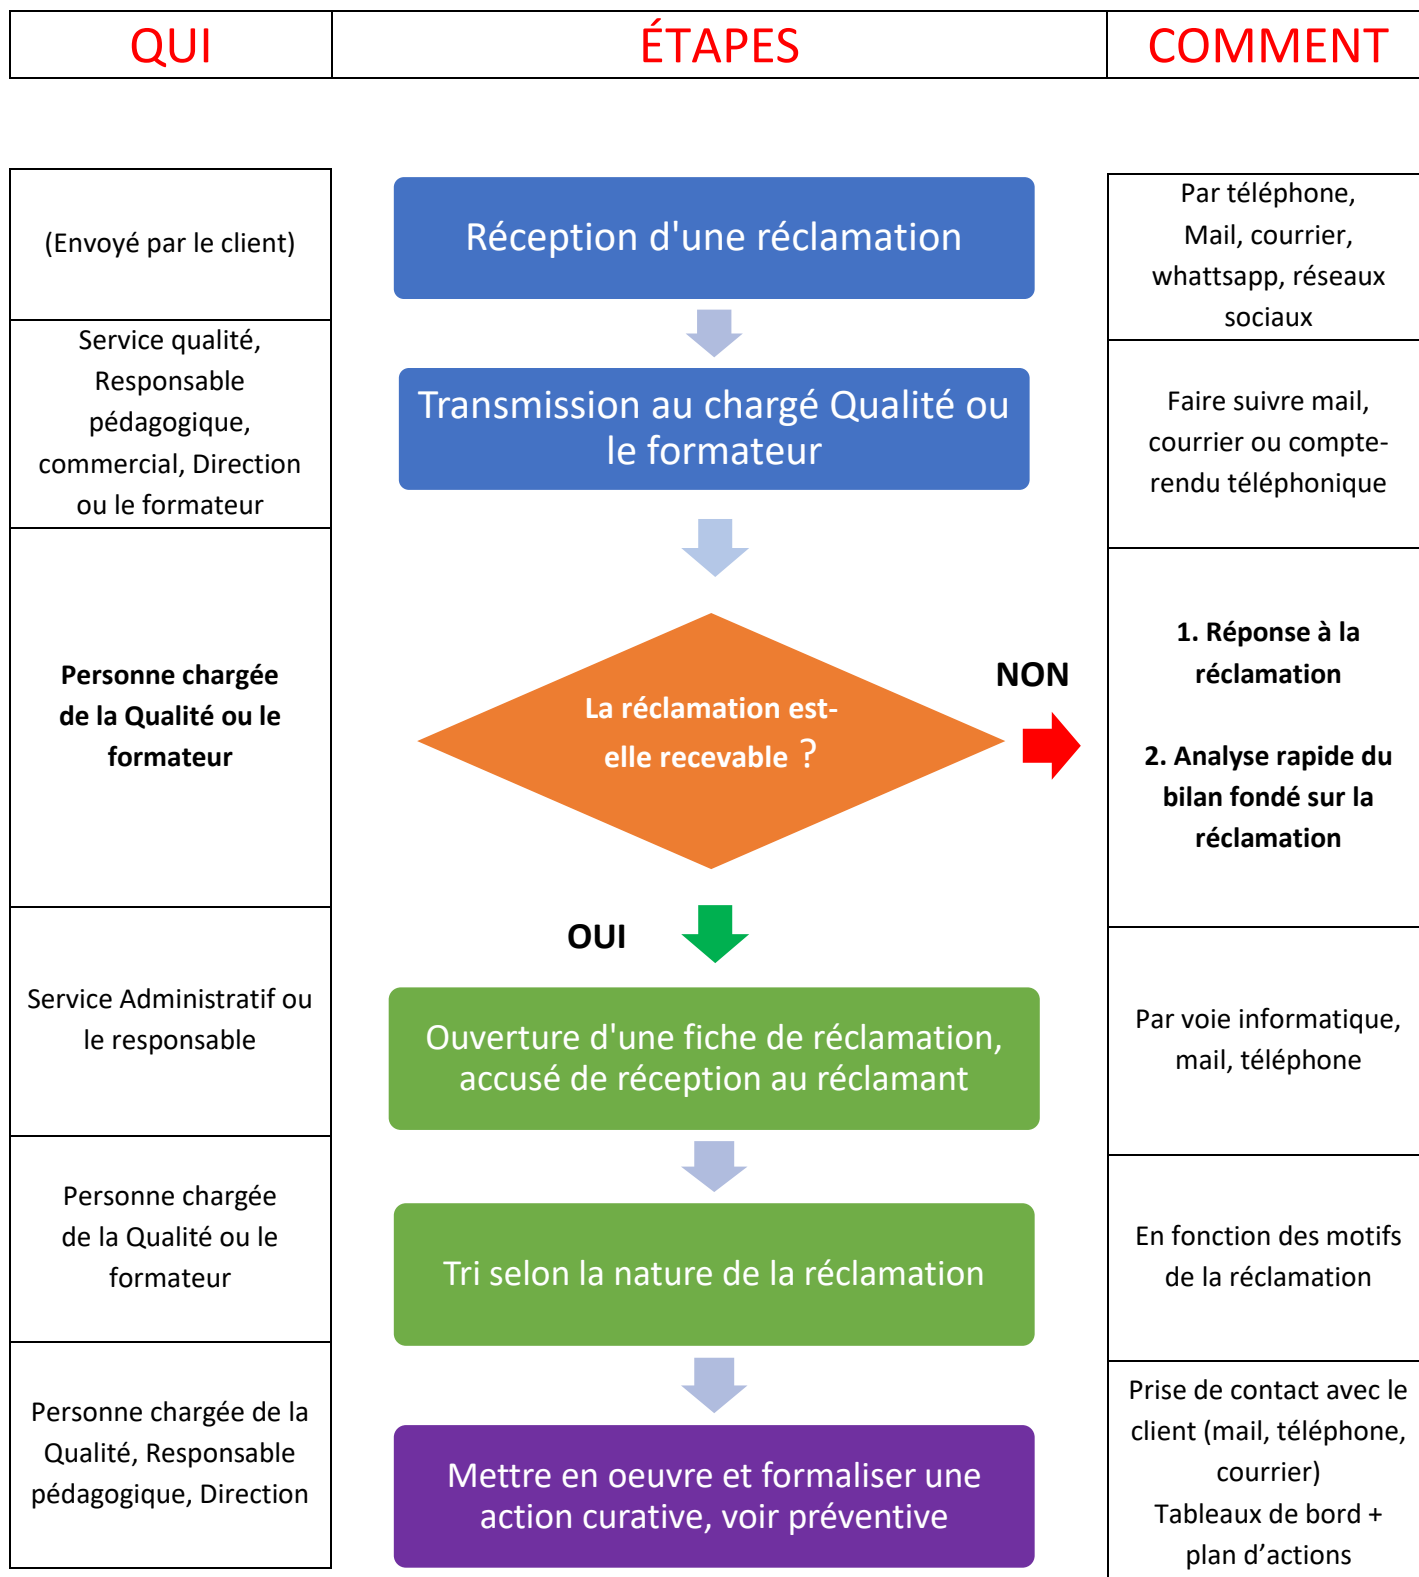 QUI
ÉTAPES
COMMENT
(Envoyé par le client)
Réception d'une réclamation
Par téléphone,
Mail, courrier,
whattsapp, réseaux
sociaux
Service qualité,
Responsable
pédagogique,
commercial, Direction
ou le formateur
Transmission au chargé Qualité ou
le formateur
Faire suivre mail,
courrier ou compte-
rendu téléphonique
Personne chargée
de la Qualité ou le
formateur
La réclamation est-
elle recevable ?
NON
1. Réponse à la
réclamation
2. Analyse rapide du
bilan fondé sur la
réclamation
OUI
Service Administratif ou
le responsable
Ouverture d'une fiche de réclamation,
accusé de réception au réclamant
Par voie informatique,
mail, téléphone
Personne chargée
de la Qualité ou le
formateur
Tri selon la nature de la réclamation
En fonction des motifs
de la réclamation
Personne chargée de la
Qualité, Responsable
pédagogique, Direction
Mettre en oeuvre et formaliser une
action curative, voir préventive
Prise de contact avec le
client (mail, téléphone,
courrier)
Tableaux de bord +
plan d’actions